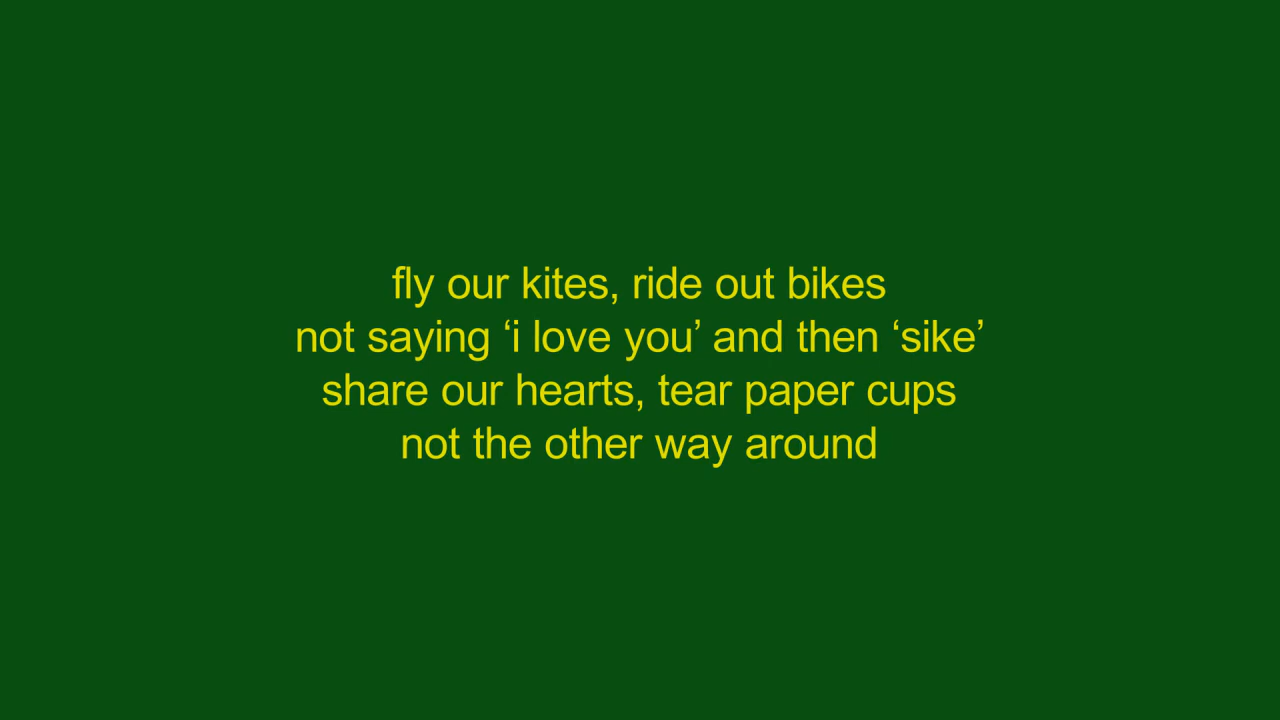 fly our kites, ride out bikes
not saying ‘i love you’ and then ‘sike’
share our hearts, tear paper cups
not the other way around